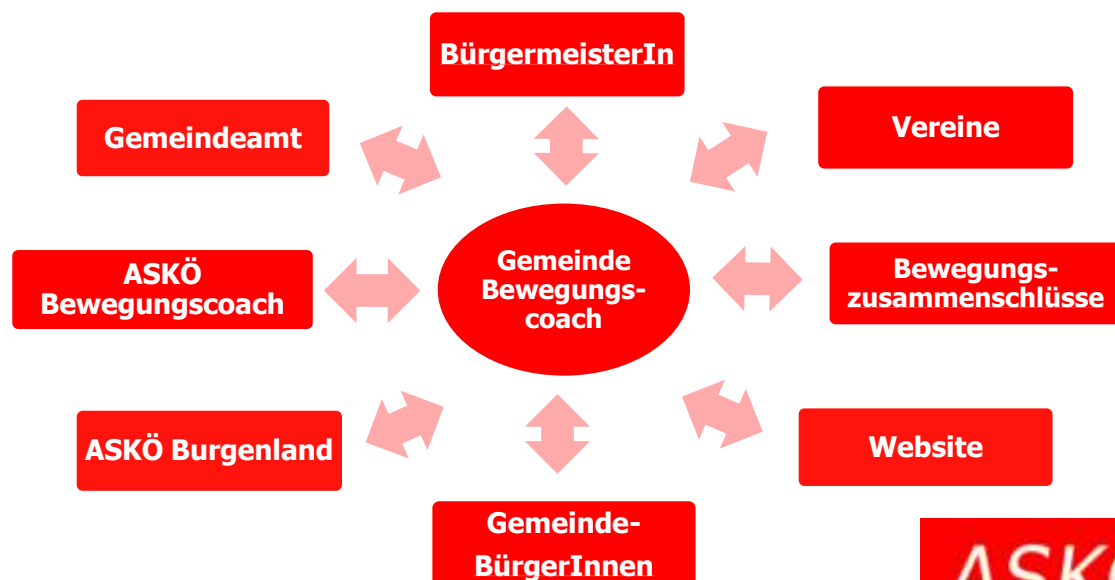 BürgermeisterIn
Gemeindeamt
Vereine
ASKÖ
Bewegungscoach
Gemeinde
Bewegungs-
coach
Bewegungs-
zusammenschlüsse
ASKÖ Burgenland
Website
Gemeinde-
BürgerInnen